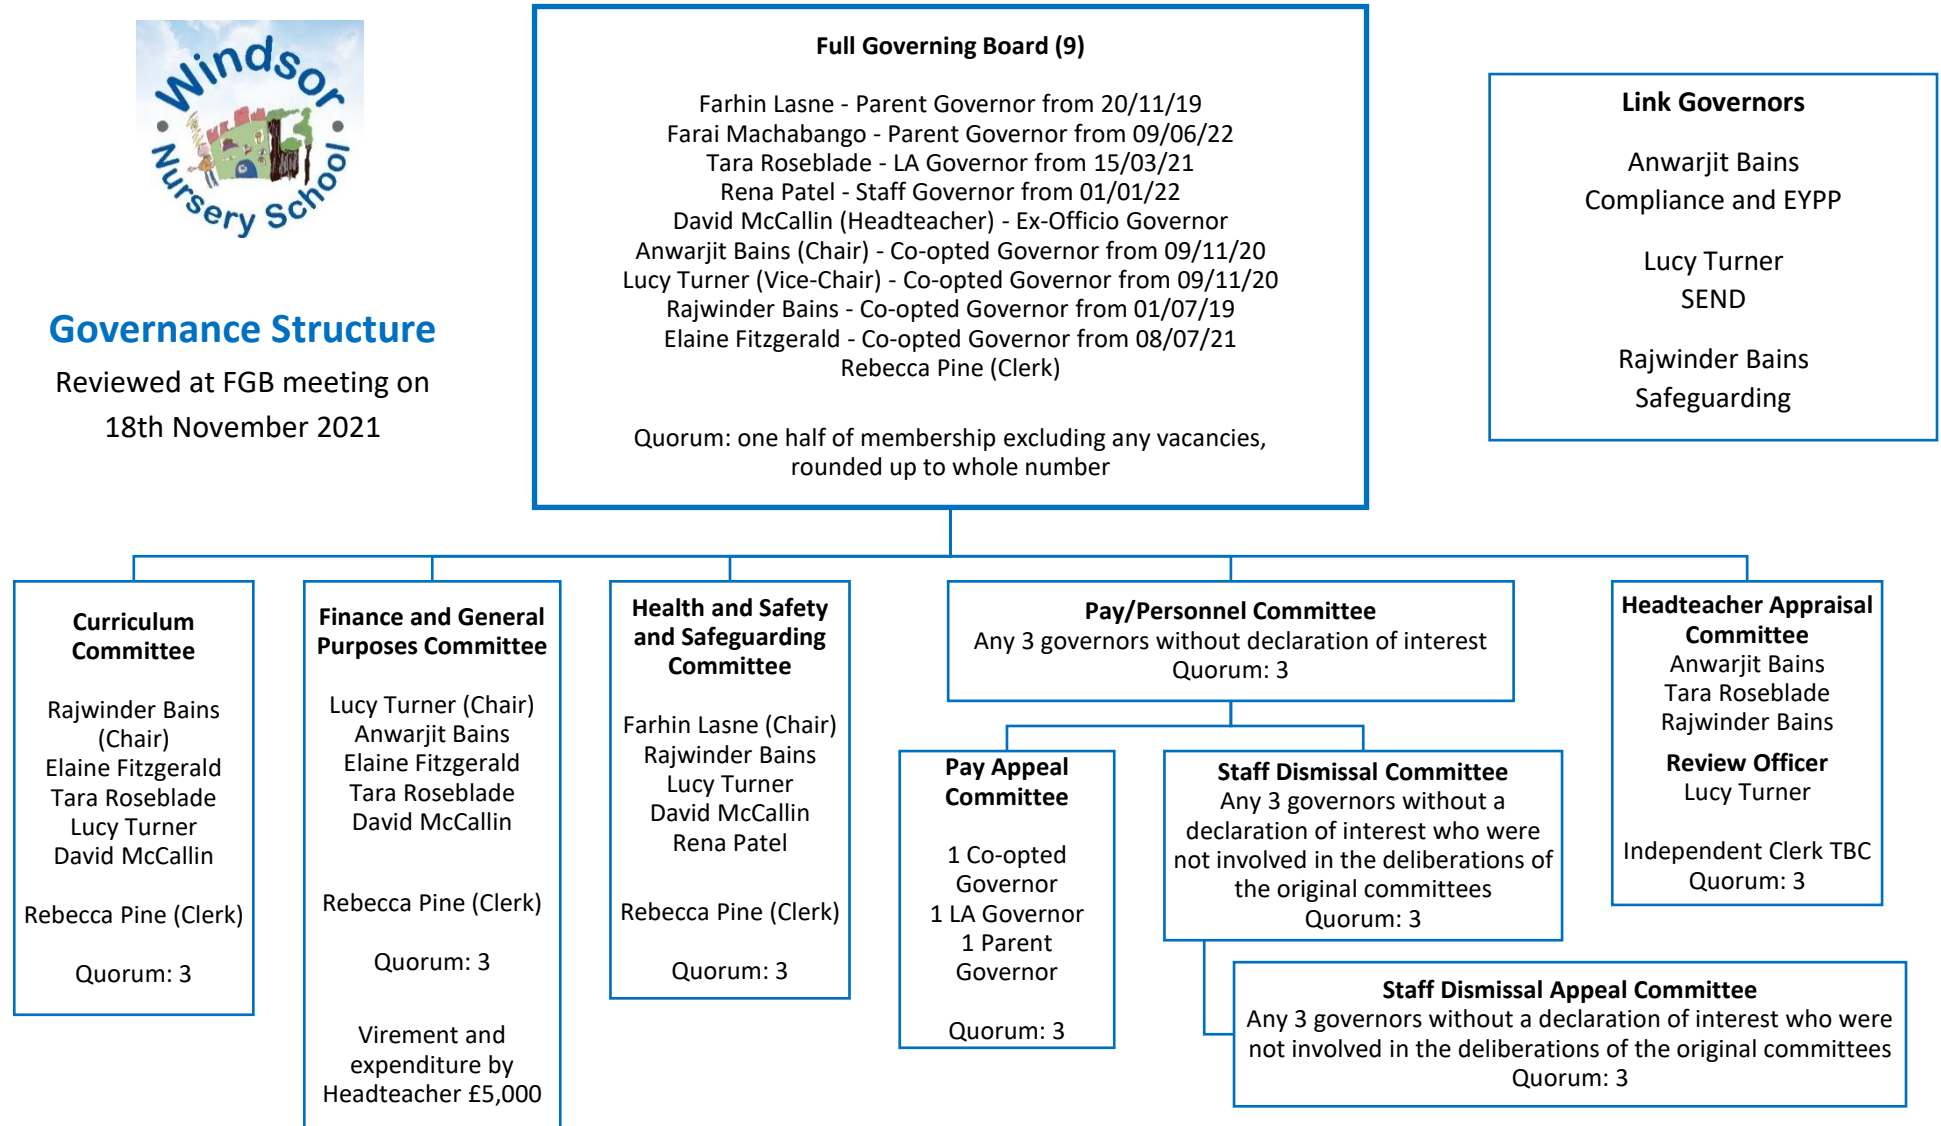 Windsor
Nursery School
Governance Structure
Reviewed at FGB meeting on
18th November 2021
Full Governing Board (9)
Farhin Lasne - Parent Governor from 20/11/19
Farai Machabango - Parent Governor from 09/06/22
Tara Roseblade - LA Governor from 15/03/21
Rena Patel - Staff Governor from 01/01/22
David McCallin (Headteacher) - Ex-Officio Governor
Anwarjit Bains (Chair) - Co-opted Governor from 09/11/20
Lucy Turner (Vice-Chair) - Co-opted Governor from 09/11/20
Rajwinder Bains - Co-opted Governor from 01/07/19
Elaine Fitzgerald - Co-opted Governor from 08/07/21
Rebecca Pine (Clerk)
Quorum: one half of membership excluding any vacancies,
rounded up to whole number
Link Governors
Anwarjit Bains
Compliance and EYPP
Lucy Turner
SEND
Rajwinder Bains
Safeguarding
Curriculum
Committee
Rajwinder Bains
(Chair)
Elaine Fitzgerald
Tara Roseblade
Lucy Turner
David McCallin
Rebecca Pine (Clerk)
Quorum: 3
Finance and General
Purposes Committee
Lucy Turner (Chair)
Anwarjit Bains
Elaine Fitzgerald
Tara Roseblade
David McCallin
Rebecca Pine (Clerk)
Quorum: 3
Virement and
expenditure by
Headteacher £5,000
Health and Safety
and Safeguarding
Committee
Farhin Lasne (Chair)
Rajwinder Bains
Lucy Turner
David McCallin
Rena Patel
Rebecca Pine (Clerk)
Quorum: 3
Pay/Personnel Committee
Any 3 governors without declaration of interest
Quorum: 3
Pay Appeal
Committee
1 Co-opted
Governor
1 LA Governor
1 Parent
Governor
Quorum: 3
Staff Dismissal Committee
Any 3 governors without a
declaration of interest who were
not involved in the deliberations of
the original committees
Quorum: 3
Staff Dismissal Appeal Committee
Any 3 governors without a declaration of interest who were
not involved in the deliberations of the original committees
Quorum: 3
Headteacher Appraisal
Committee
Anwarjit Bains
Tara Roseblade
Rajwinder Bains
Review Officer
Lucy Turner
Independent Clerk TBC
Quorum: 3